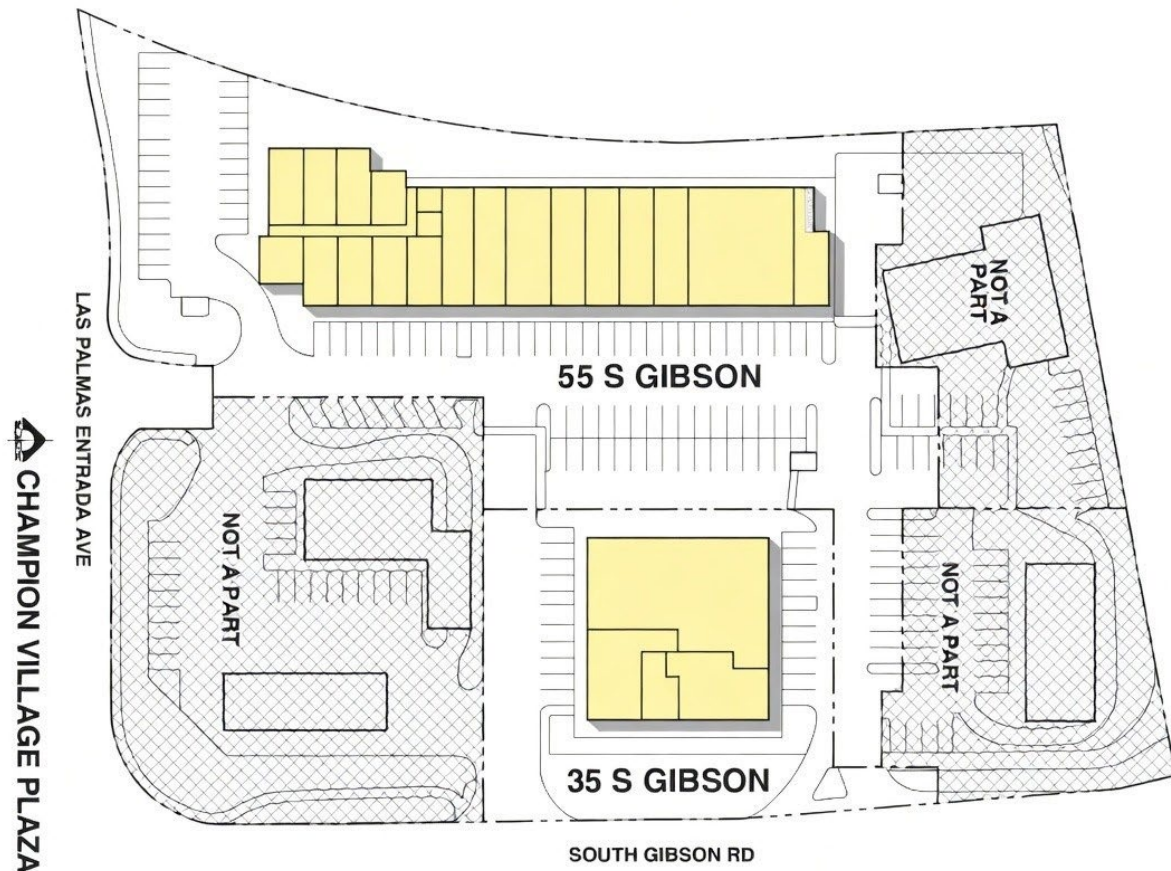 NOT A
PART
LAS PALMAS ENTRADA AVE
55 S GIBSON
CHAMPION VILLAGE PLAZA
NOT A PART
NOT A PART
35 S GIBSON
SOUTH GIBSON RD